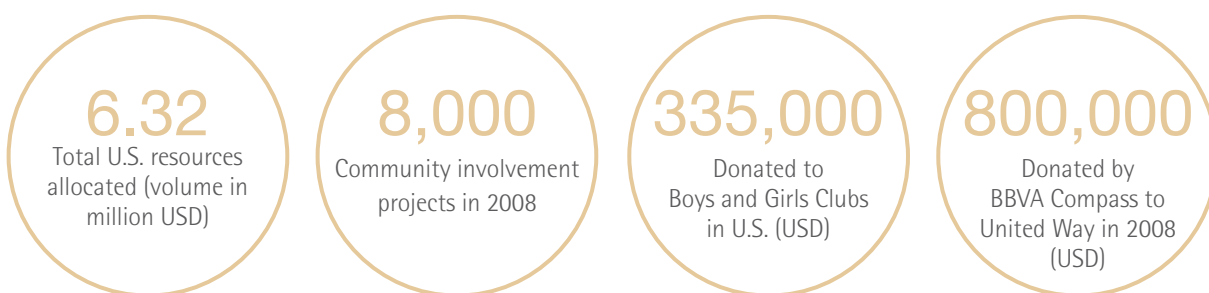 6.32
Total U.S. resources
allocated (volume in
million USD)
8,000
Community involvement
projects in 2008
335,000
Donated to
Boys and Girls Clubs
in U.S. (USD)
800,000
Donated by
BBVA Compass to
United Way in 2008
(USD)